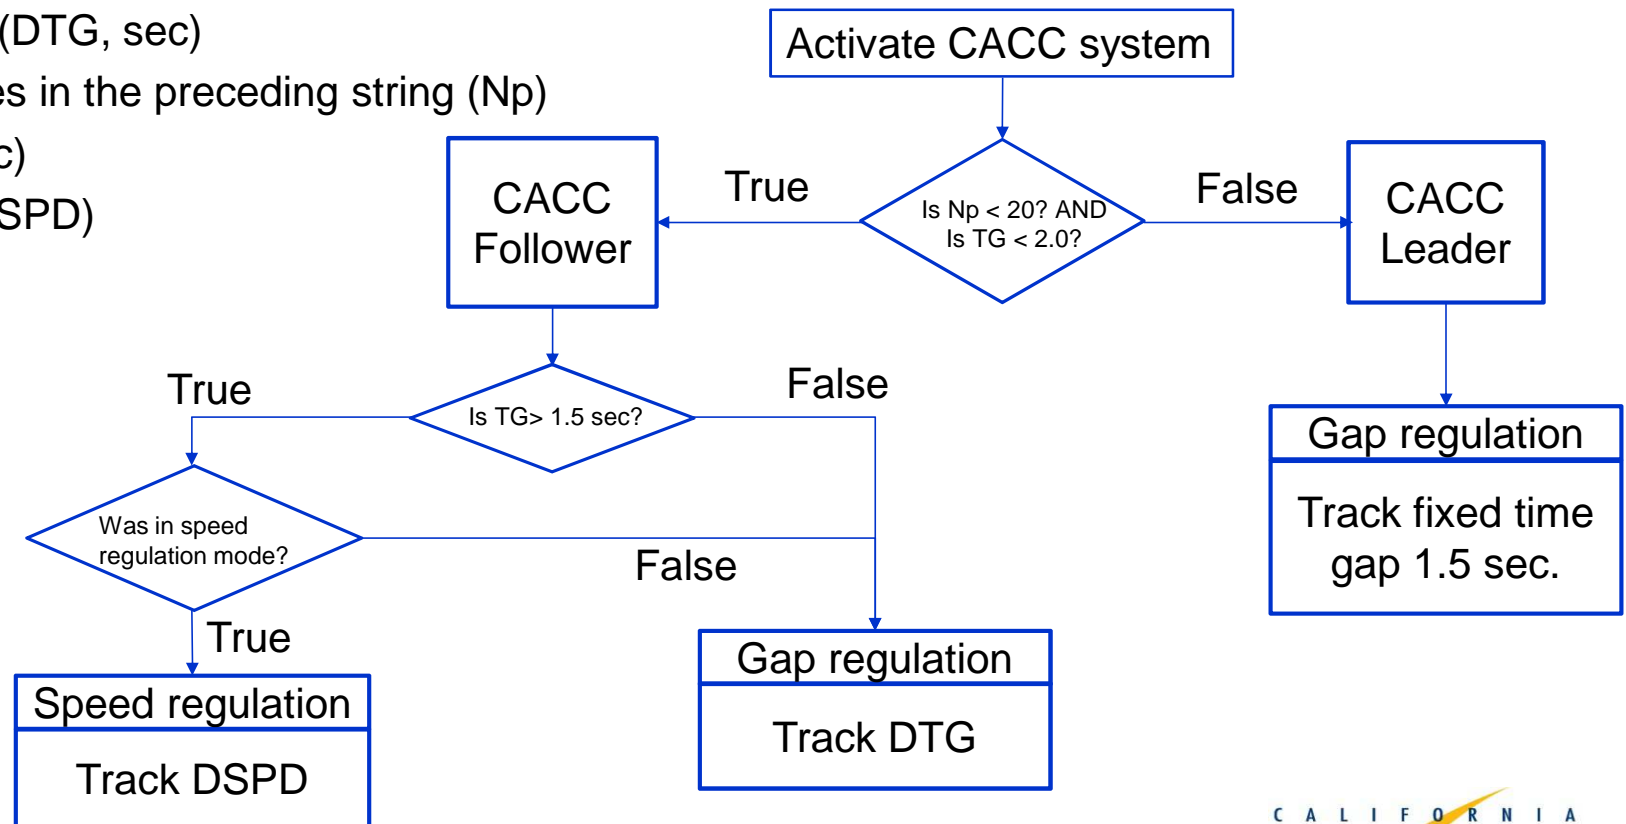 (DTG, sec)
es in the preceding string (Np)
c)
SPD)
Activate CACC system
CACC
Follower
True
Is Np < 20? AND
Is TG < 2.0?
False
CACC
Leader
True
Is TG> 1.5 sec?
False
Gap regulation
Track fixed time
gap 1.5 sec.
Was in speed
regulation mode?
False
True
Speed regulation
Track DSPD
Gap regulation
Track DTG
CALIFORNIA